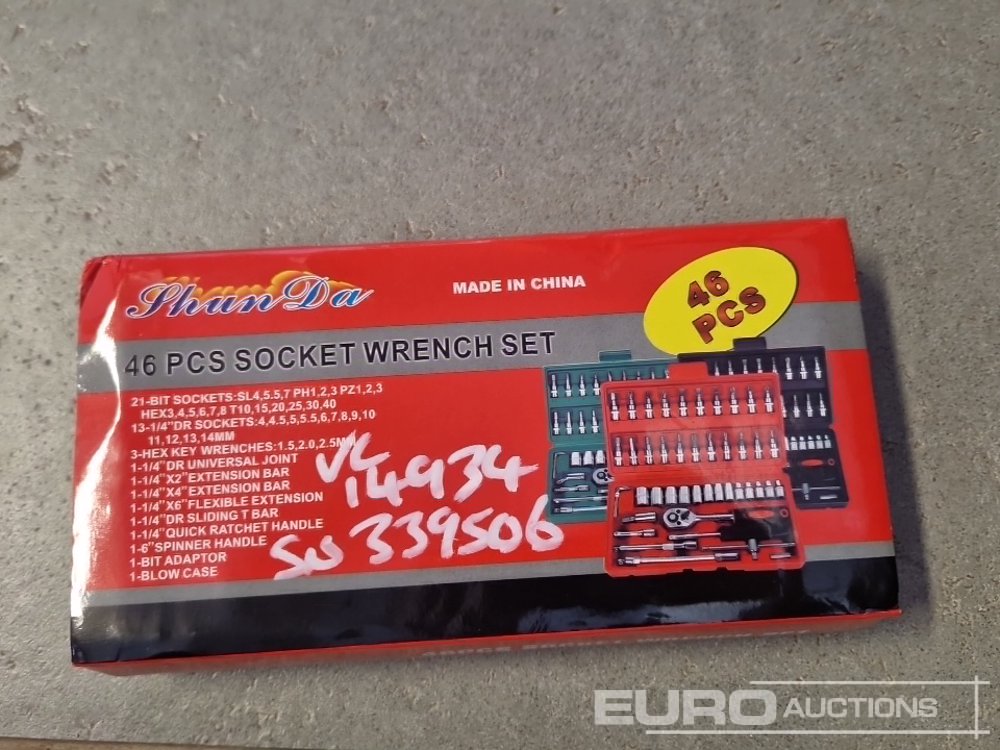 ShunDa
MADE IN CHINA
46 PCS
46 PCS SOCKET WRENCH SET
21-BIT SOCKETS:SL4,5.5,7 PH1,2,3 PZ1,2,3
HEX3,4,5,6,7,8 T10,15,20,25,30,40
13-1/4"DR SOCKETS:4,4.5,5,5.5,6,7,8,9,10
11,12,13,14MM
3-HEX KEY WRENCHES:1.5,2.0,2.5MM
1-1/4"DR UNIVERSAL JOINT
1-1/4"X2"EXTENSION BAR
1-1/4"X4"EXTENSION BAR
1-1/4"X6"FLEXIBLE EXTENSION
1-1/4"DR SLIDING T BAR
1-1/4"QUICK RATCHET HANDLE
1-6"SPINNER HANDLE
1-BIT ADAPTOR
1-BLOW CASE
VC
14934
SW 339506
EURO AUCTIONS